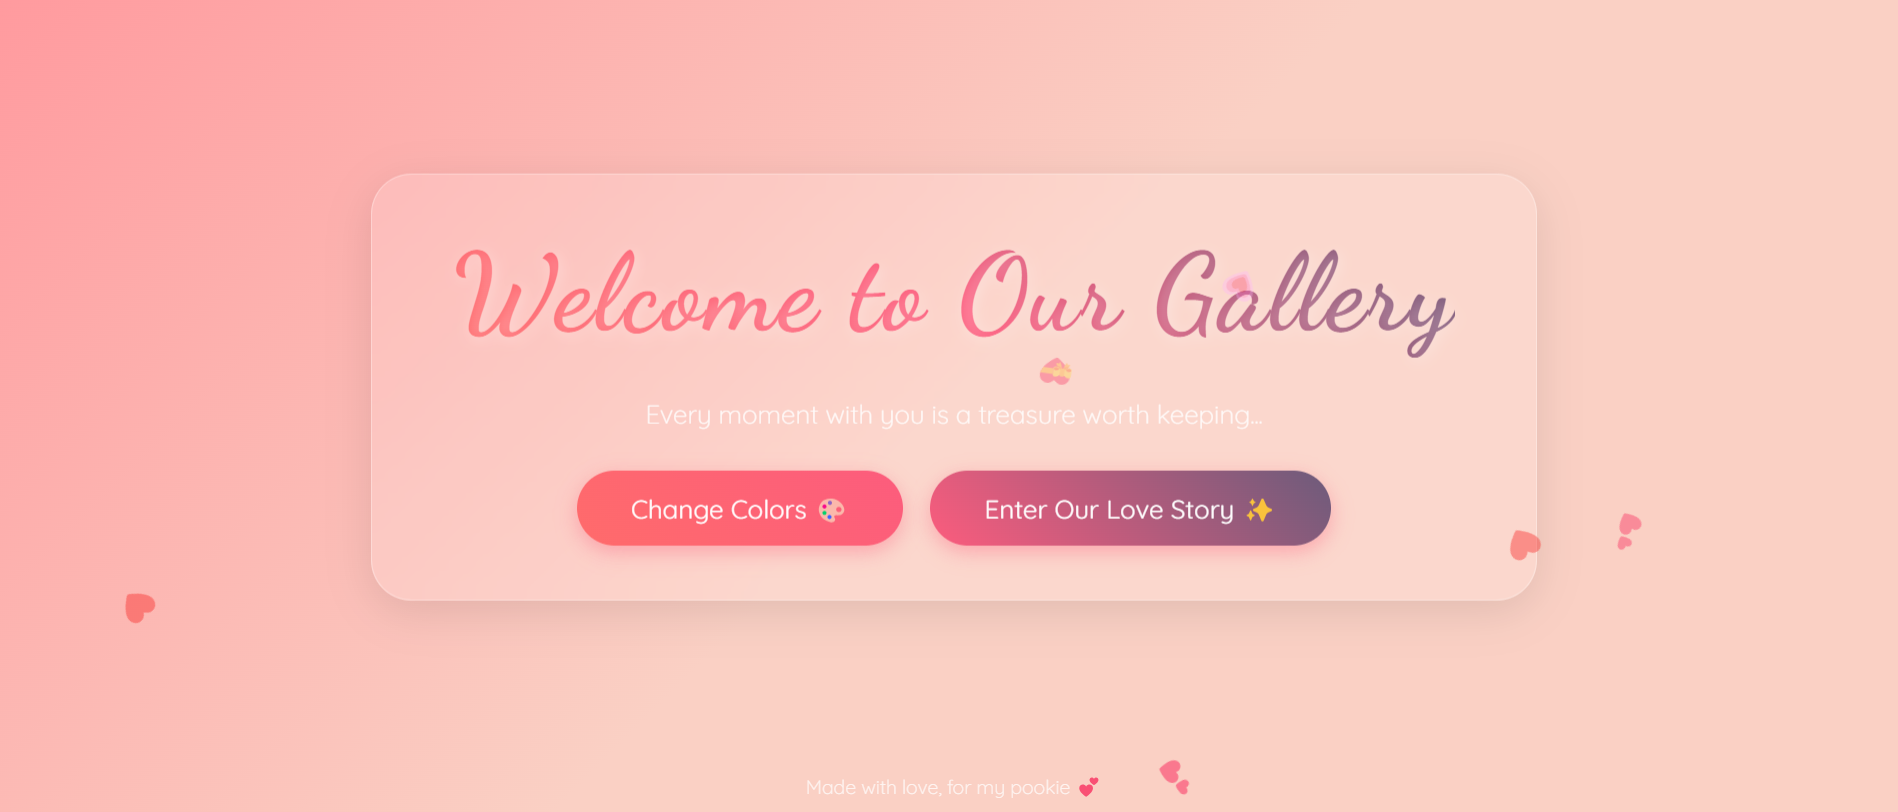 Welcome to Our Gallery
Every moment with you is a treasure worth keeping...
Change Colors 🎨
Enter Our Love Story ✨
Made with love, for my pookie 💕